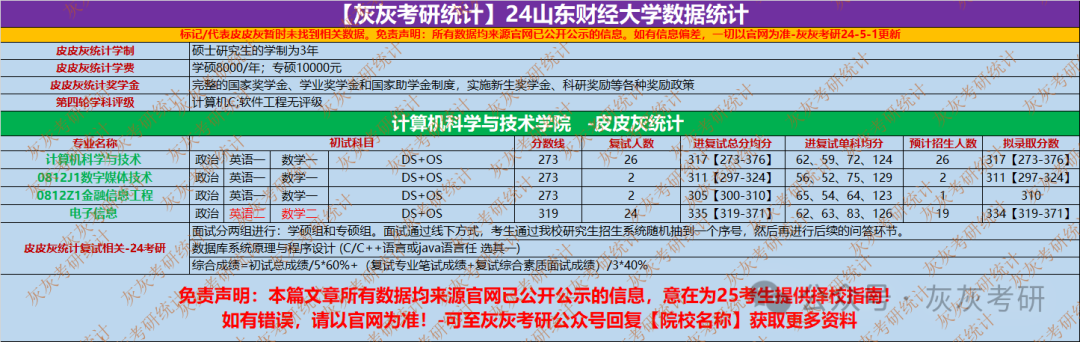 【灰灰考研统计】24山东财经大学数据统计
标记/代表皮皮灰暂时未找到相关数据。免责声明：所有数据均来源官网已公开公示的信息。如有信息偏差，一切以官网为准-灰灰考研24-5-1更新
皮皮灰统计学制 硕士研究生的学制为3年
皮皮灰统计学费 学硕8000/年；专硕10000元
皮皮灰统计奖学金 完整的国家奖学金、学业奖学金和国家助学金制度，实施新生奖学金、科研奖励等各种奖励政策
第四轮学科评级 计算机C;软件工程无评级
计算机科学与技术学院 -皮皮灰统计
专业名称 初试科目 分数线 复试人数 进复试总分均分 进复试单科均分 预计招生人数 拟录取分数
计算机科学与技术 政治 英语一 数学一 DS+OS 273 26 317【273-376】 62、59、72、124 26 317【273-376】
0812J1数字媒体技术 政治 英语一 数学一 DS+OS 273 2 311【297-324】 56、52、75、129 2 311【297-324】
0812Z1金融信息工程 政治 英语一 数学一 DS+OS 273 2 305【300-310】 65、54、64、123 1 310
电子信息 政治 英语二 数学二 DS+OS 319 24 335【319-371】 62、63、83、126 19 334【319-371】
皮皮灰统计复试相关-24考研
面试分两组进行：学硕组和专硕组。面试通过线下方式，考生通过我校研究生招生系统随机抽到一个序号，然后再进行后续的问答环节。
数据库系统原理与程序设计 (C/C++语言或java语言任 选其一)
综合成绩=初试总成绩/5*60%+（复试专业笔试成绩+复试综合素质面试成绩）/3*40%
免责声明：本篇文章所有数据均来源官网已公开公示的信息，意在为25考生提供择校指南！
如有错误，请以官网为准！-可至灰灰考研公众号回复【院校名称】获取更多资料
公众号 · 灰灰考研